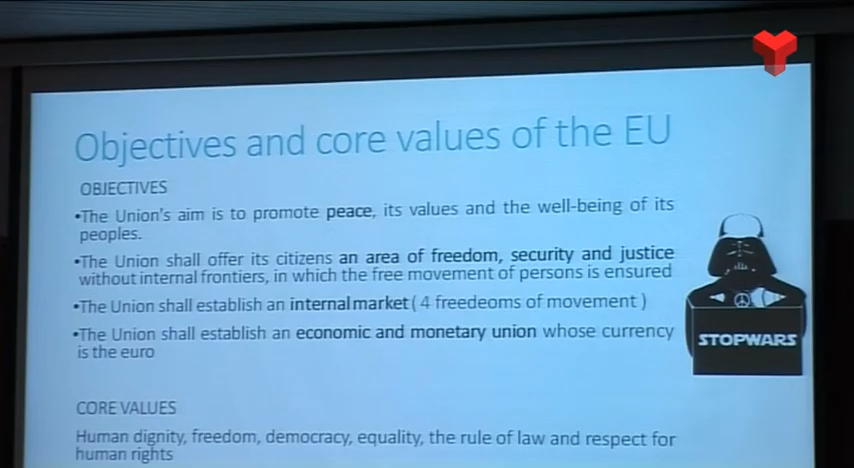 Objectives and core values of the EU
OBJECTIVES
•The Union's aim is to promote peace, its values and the well-being of its
peoples.
•The Union shall offer its citizens an area of freedom, security and justice
without internal frontiers, in which the free movement of persons is ensured
•The Union shall establish an internal market ( 4 freedeoms of movement )
•The Union shall establish an economic and monetary union whose currency
is the euro
STOPWARS
CORE VALUES
Human dignity, freedom, democracy, equality, the rule of law and respect for
human rights